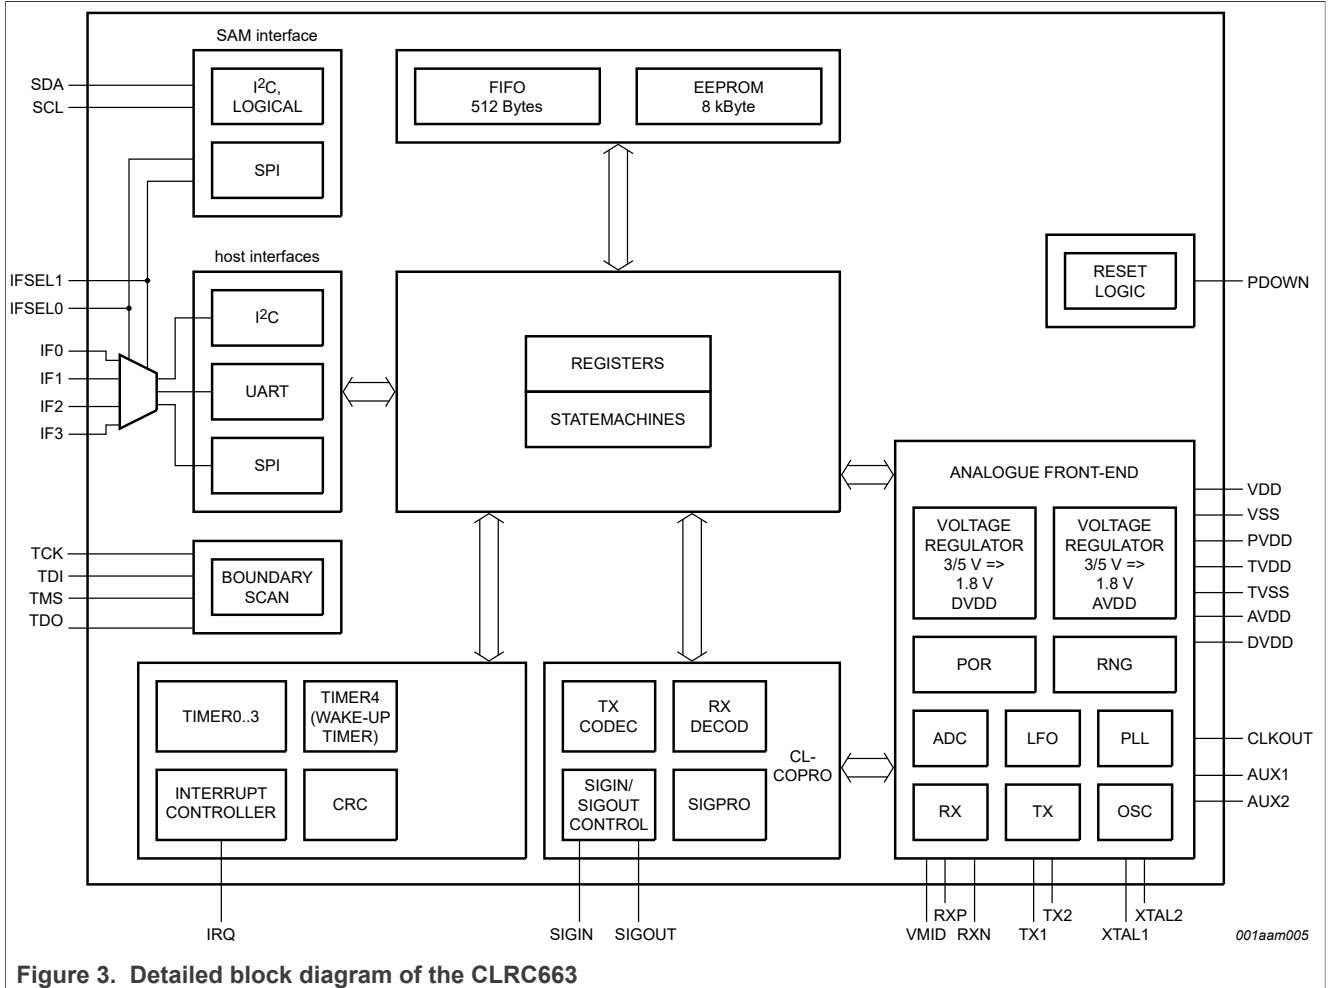 SAM interface
SDA
SCL
I2C,
LOGICAL
SPI
FIFO
512 Bytes
EEPROM
8 kByte
IFSEL1
IFSEL0
IF0
IF1
IF2
IF3
host interfaces
I2C
UART
SPI
REGISTERS
STATEMACHINES
RESET
LOGIC
PDOWN
TCK
TDI
TMS
TDO
BOUNDARY
SCAN
ANALOGUE FRONT-END
VOLTAGE
REGULATOR
3/5 V =>
1.8 V
DVDD
VOLTAGE
REGULATOR
3/5 V =>
1.8 V
AVDD
POR
RNG
ADC
LFO
PLL
RX
TX
OSC
VDD
VSS
PVDD
TVDD
TVSS
AVDD
DVDD
CLKOUT
AUX1
AUX2
TIMER0..3
TIMER4
(WAKE-UP
TIMER)
INTERRUPT
CONTROLLER
CRC
TX
CODEC
RX
DECOD
SIGIN/
SIGOUT
CONTROL
SIGPRO
CL-
COPRO
IRQ
SIGIN
SIGOUT
VMID
RXP
RXN
TX1
TX2
XTAL1
XTAL2
001aam005
Figure 3. Detailed block diagram of the CLRC663